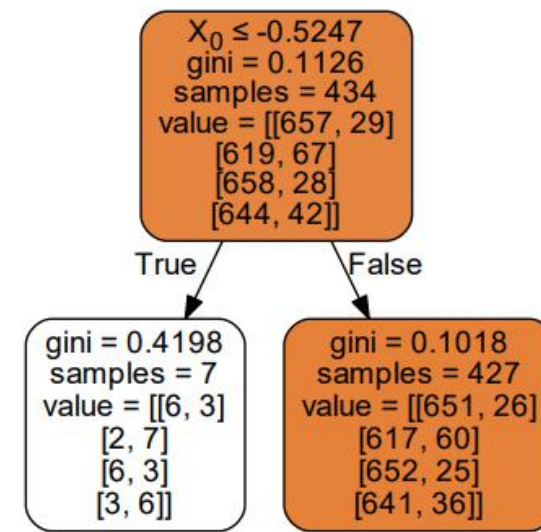 X₀ ≤ -0.5247
gini = 0.1126
samples = 434
value = [[657, 29]
[619, 67]
[658, 28]
[644, 42]]
True
False
gini = 0.4198
samples = 7
value = [[6, 3]
[2, 7]
[6, 3]
[3, 6]]
gini = 0.1018
samples = 427
value = [[651, 26]
[617, 60]
[652, 25]
[641, 36]]